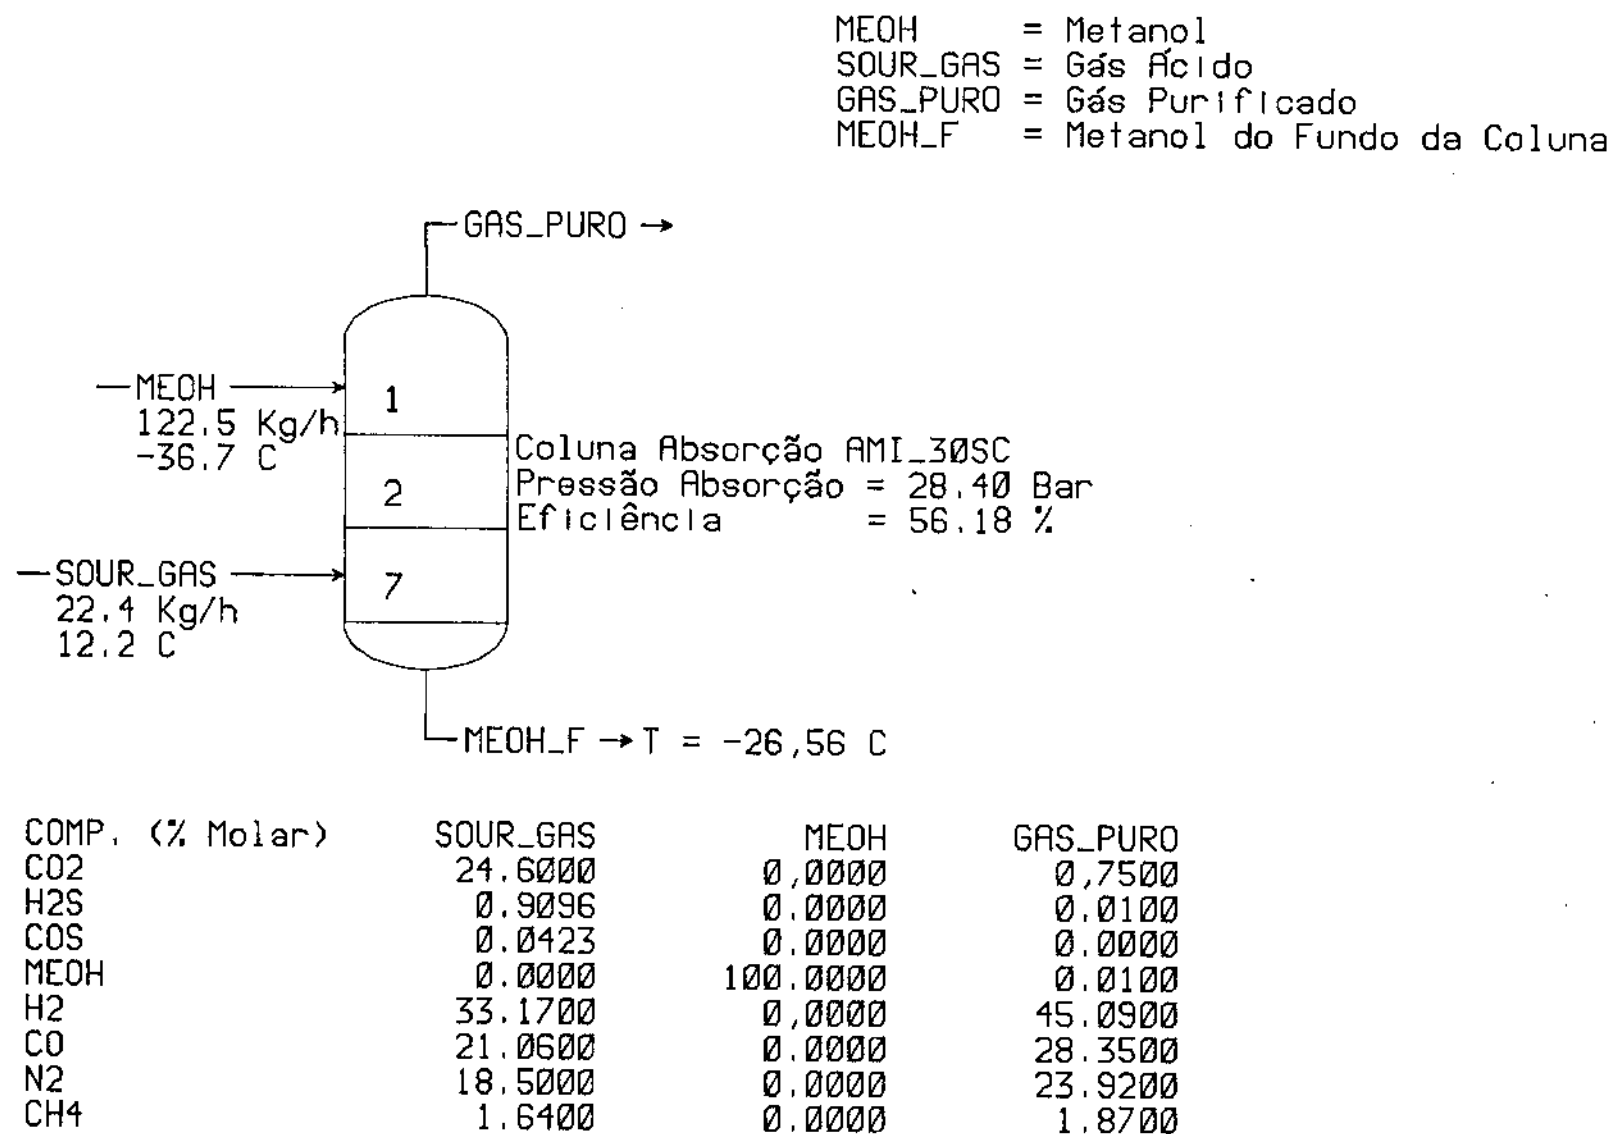 MEOH = Metanol
SOUR_GAS = Gás Ácido
GAS_PURO = Gás Purificado
MEOH_F = Metanol do Fundo da Coluna
GAS_PURO →
MEOH
122.5 Kg/h
-36.7 C
1
2
7
Coluna Absorção AMI_30SC
Pressão Absorção = 28.40 Bar
Eficiência = 56.18 %
SOUR_GAS
22.4 Kg/h
12.2 C
MEOH_F → T = -26,56 C
COMP. (% Molar) SOUR_GAS MEOH GAS_PURO
CO2 24.6000 0,0000 0,7500
H2S 0.9096 0.0000 0.0100
COS 0.0423 0.0000 0.0000
MEOH 0.0000 100.0000 0.0100
H2 33.1700 0,0000 45.0900
CO 21.0600 0.0000 28.3500
N2 18.5000 0.0000 23.9200
CH4 1.6400 0.0000 1.8700